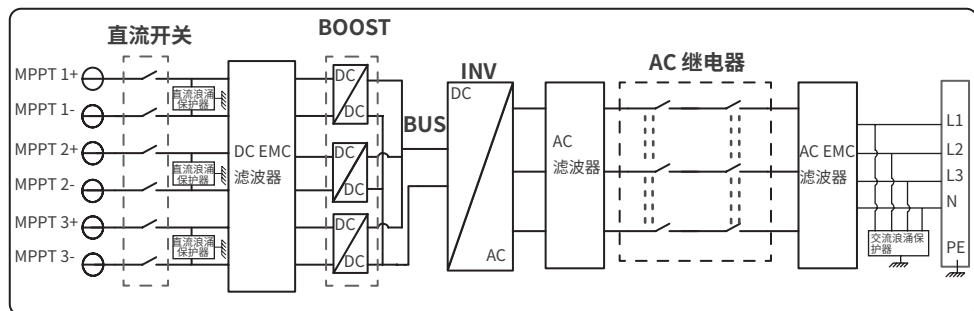 直流开关
BOOST
INV
AC 继电器
BUS
MPPT 1+
MPPT 1-
MPPT 2+
MPPT 2-
MPPT 3+
MPPT 3-
直流浪涌
保护器
直流浪涌
保护器
直流浪涌
保护器
DC EMC
滤波器
DC
DC
DC
DC
DC
DC
DC
AC
AC
滤波器
AC EMC
滤波器
交流浪涌保
护器
L1
L2
L3
N
PE